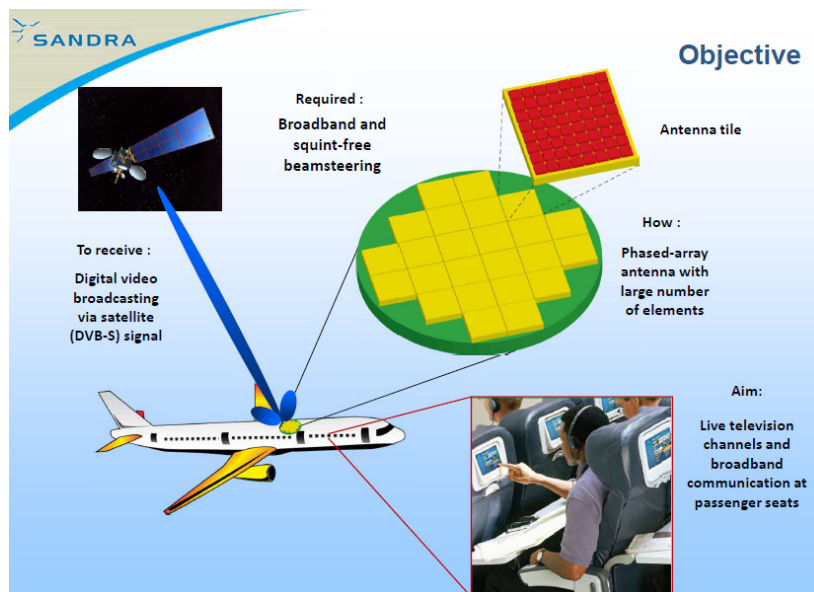 SANDRA
Objective
Required :
Broadband and
squint-free
beamsteering
Antenna tile
To receive :
Digital video
broadcasting
via satellite
(DVB-S) signal
How :
Phased-array
antenna with
large number
of elements
Aim:
Live television
channels and
broadband
communication at
passenger seats